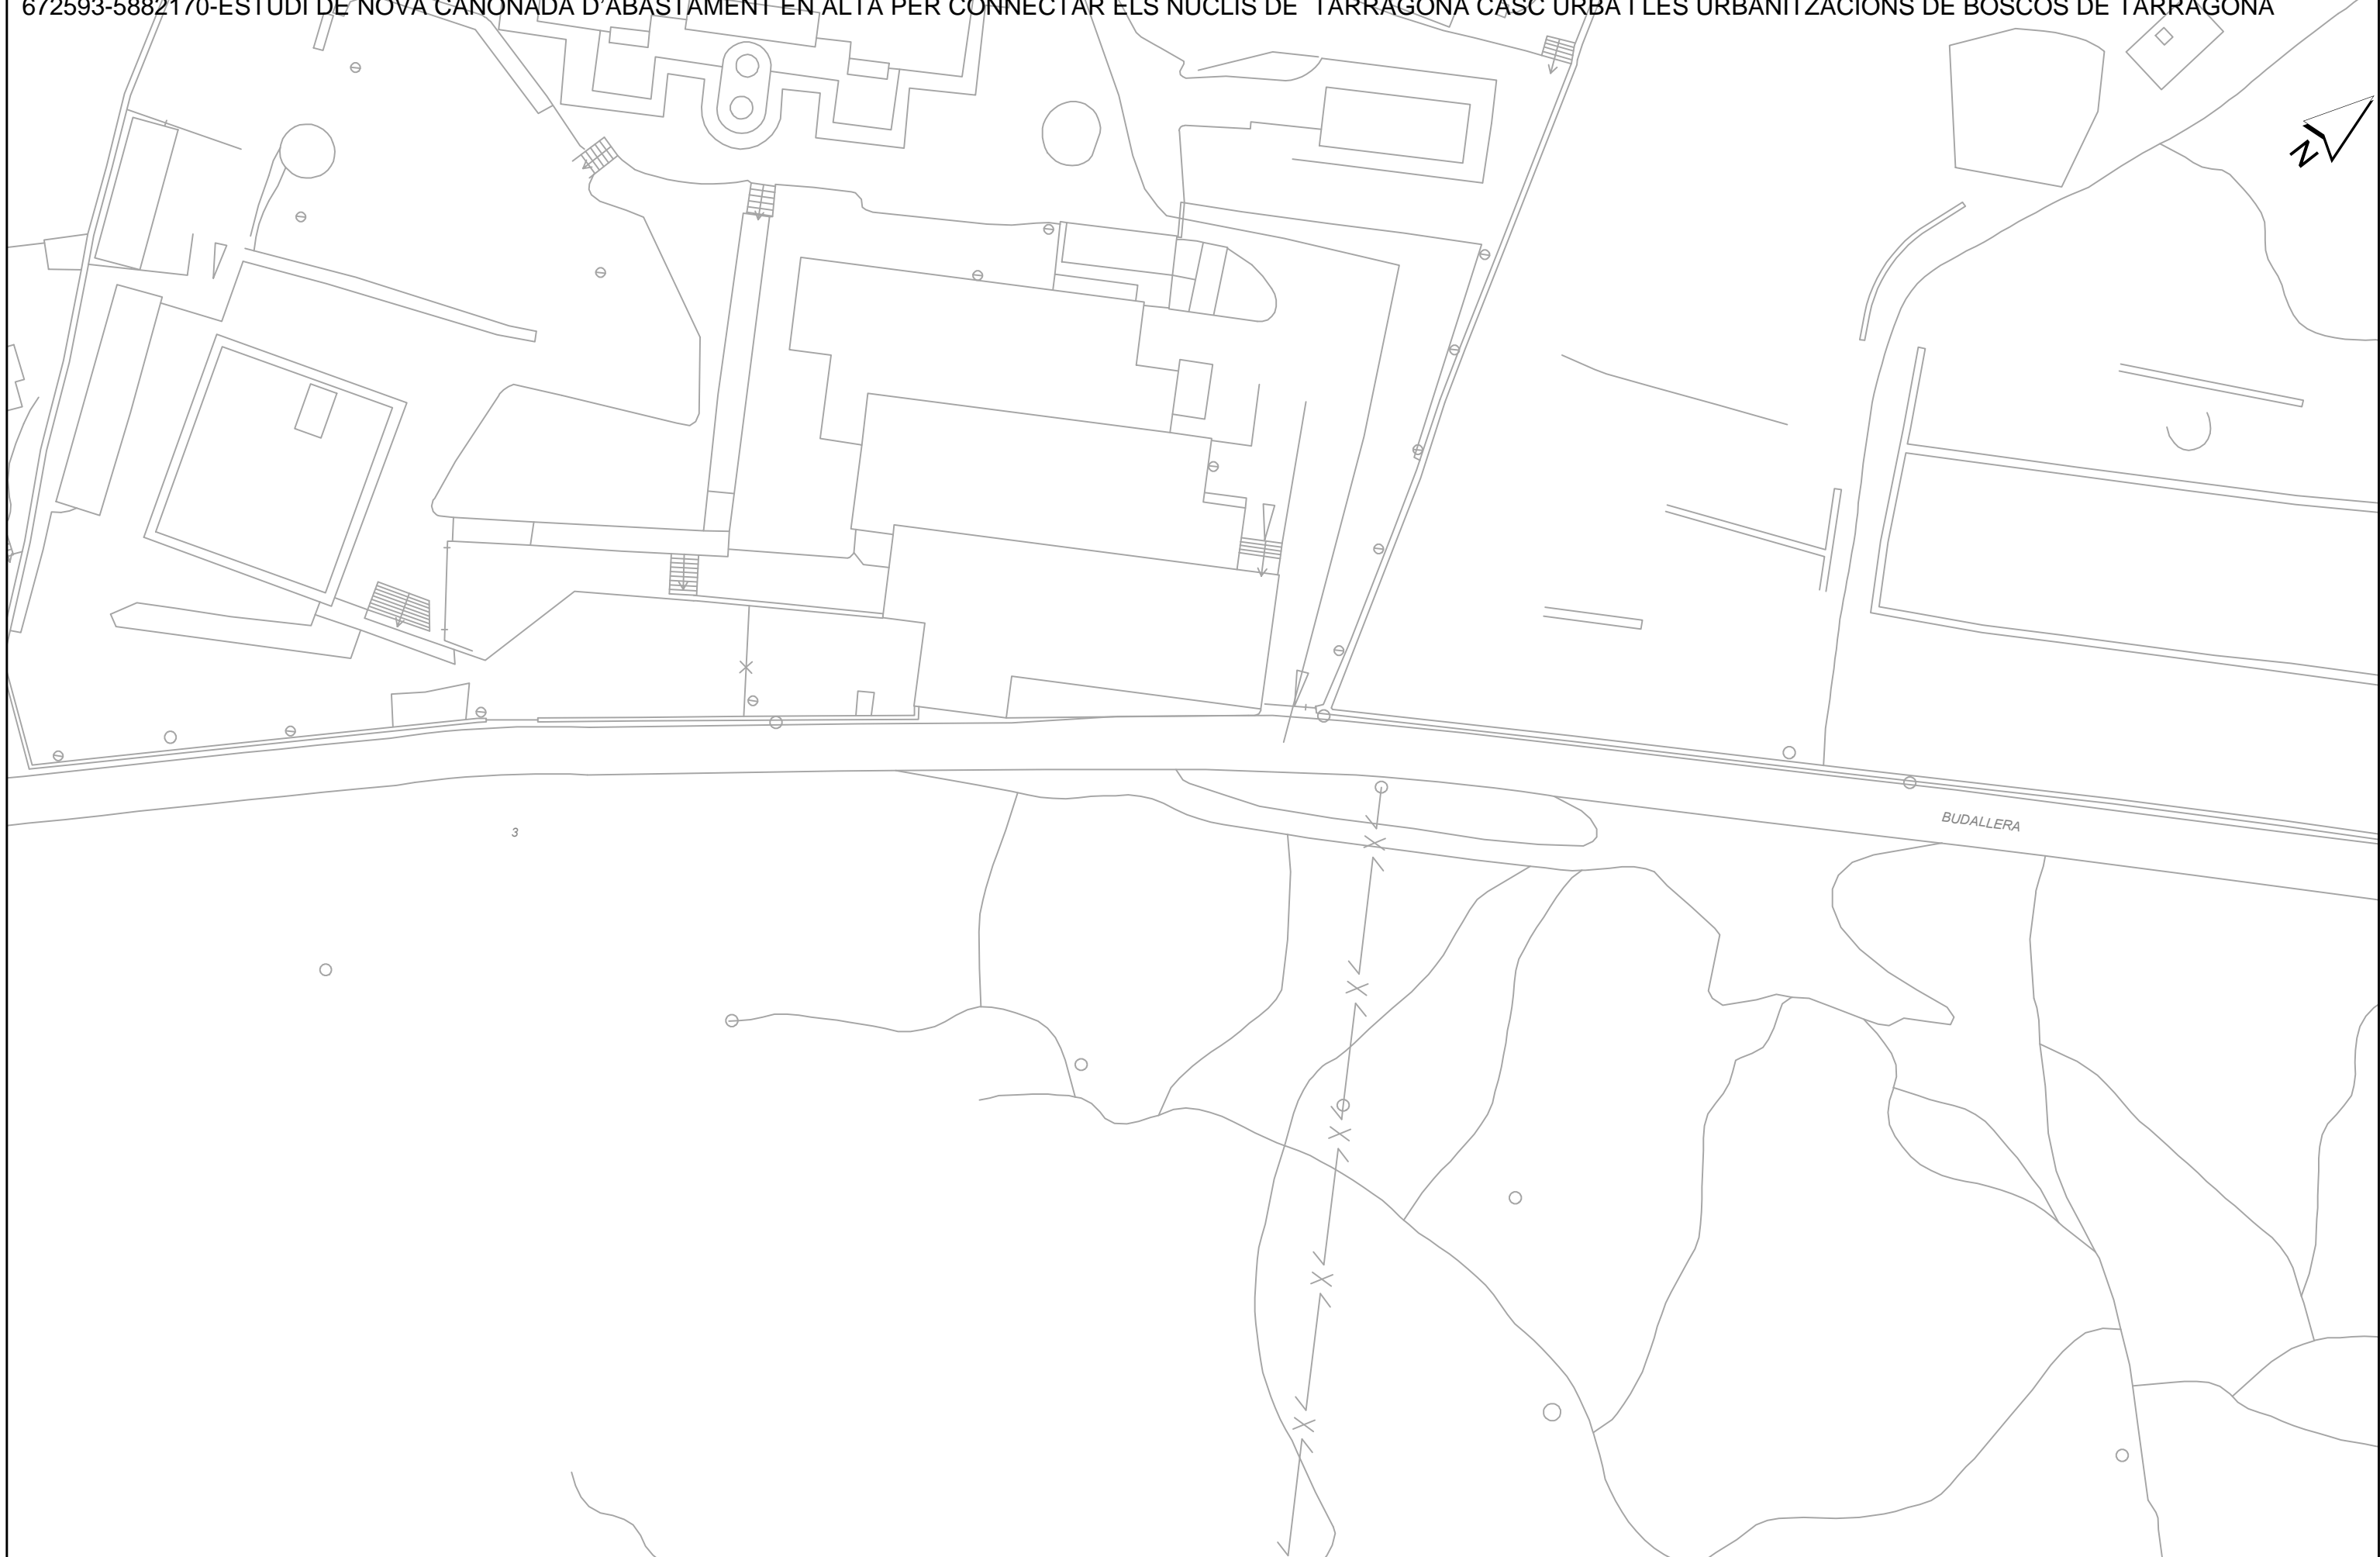 672593-5882170-ESTUDI DE NOVA CANONADA D'ABASTAMENT EN ALTA PER CONNECTAR ELS NUCLIS DE TARRAGONA CASC URBA I LES URBANITZACIONS DE BOSCOS DE TARRAGONA
N
BUDALLERA
3